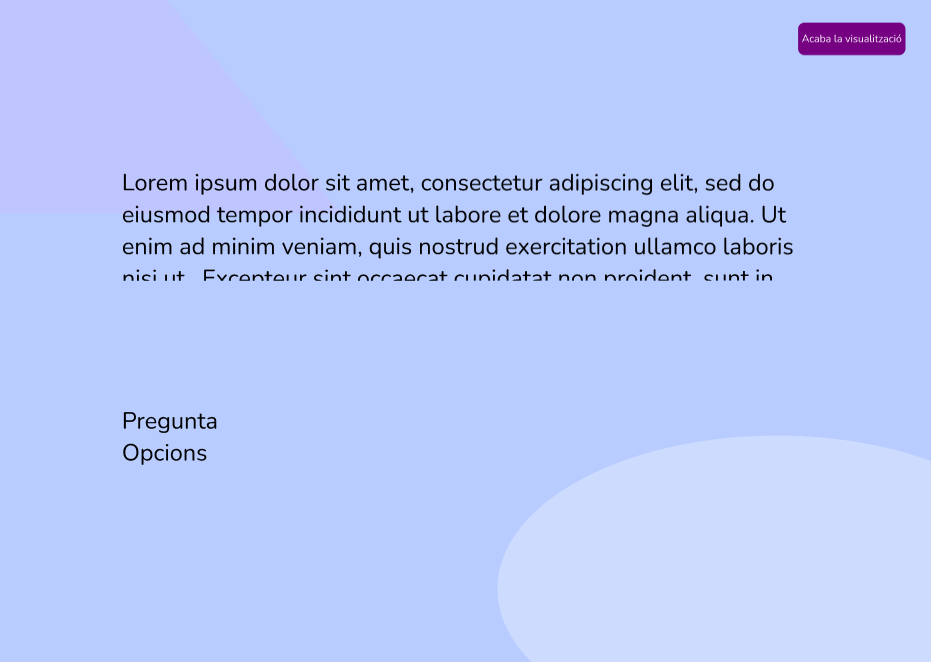 Acaba la visualització
Lorem ipsum dolor sit amet, consectetur adipiscing elit, sed do
eiusmod tempor incididunt ut labore et dolore magna aliqua. Ut
enim ad minim veniam, quis nostrud exercitation ullamco laboris
nisi ut.. Excepteur sint occaecat cupidatat non proident, sunt in
Pregunta
Opcions